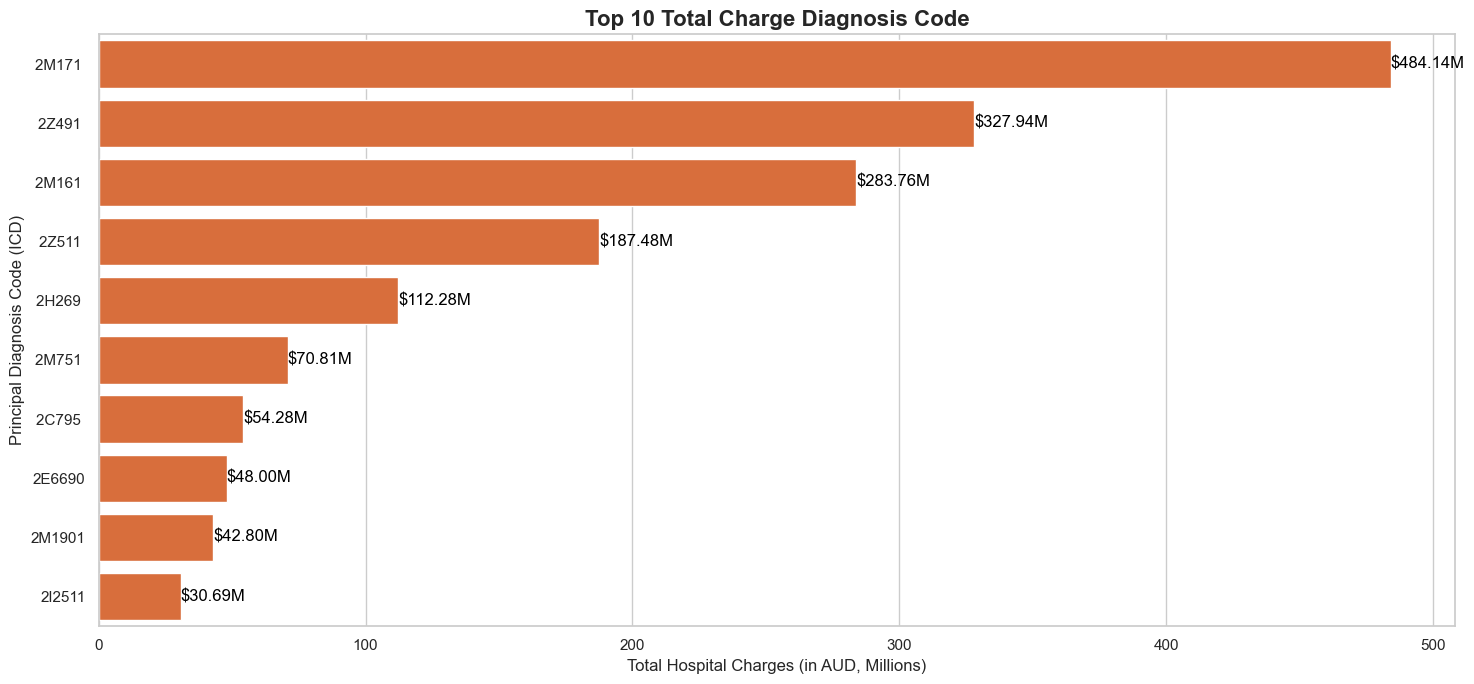 Top 10 Total Charge Diagnosis Code
Principal Diagnosis Code (ICD)
2M171 $484.14M
2Z491 $327.94M
2M161 $283.76M
2Z511 $187.48M
2H269 $112.28M
2M751 $70.81M
2C795 $54.28M
2E6690 $48.00M
2M1901 $42.80M
2I2511 $30.69M
0 100 200 300 400 500
Total Hospital Charges (in AUD, Millions)